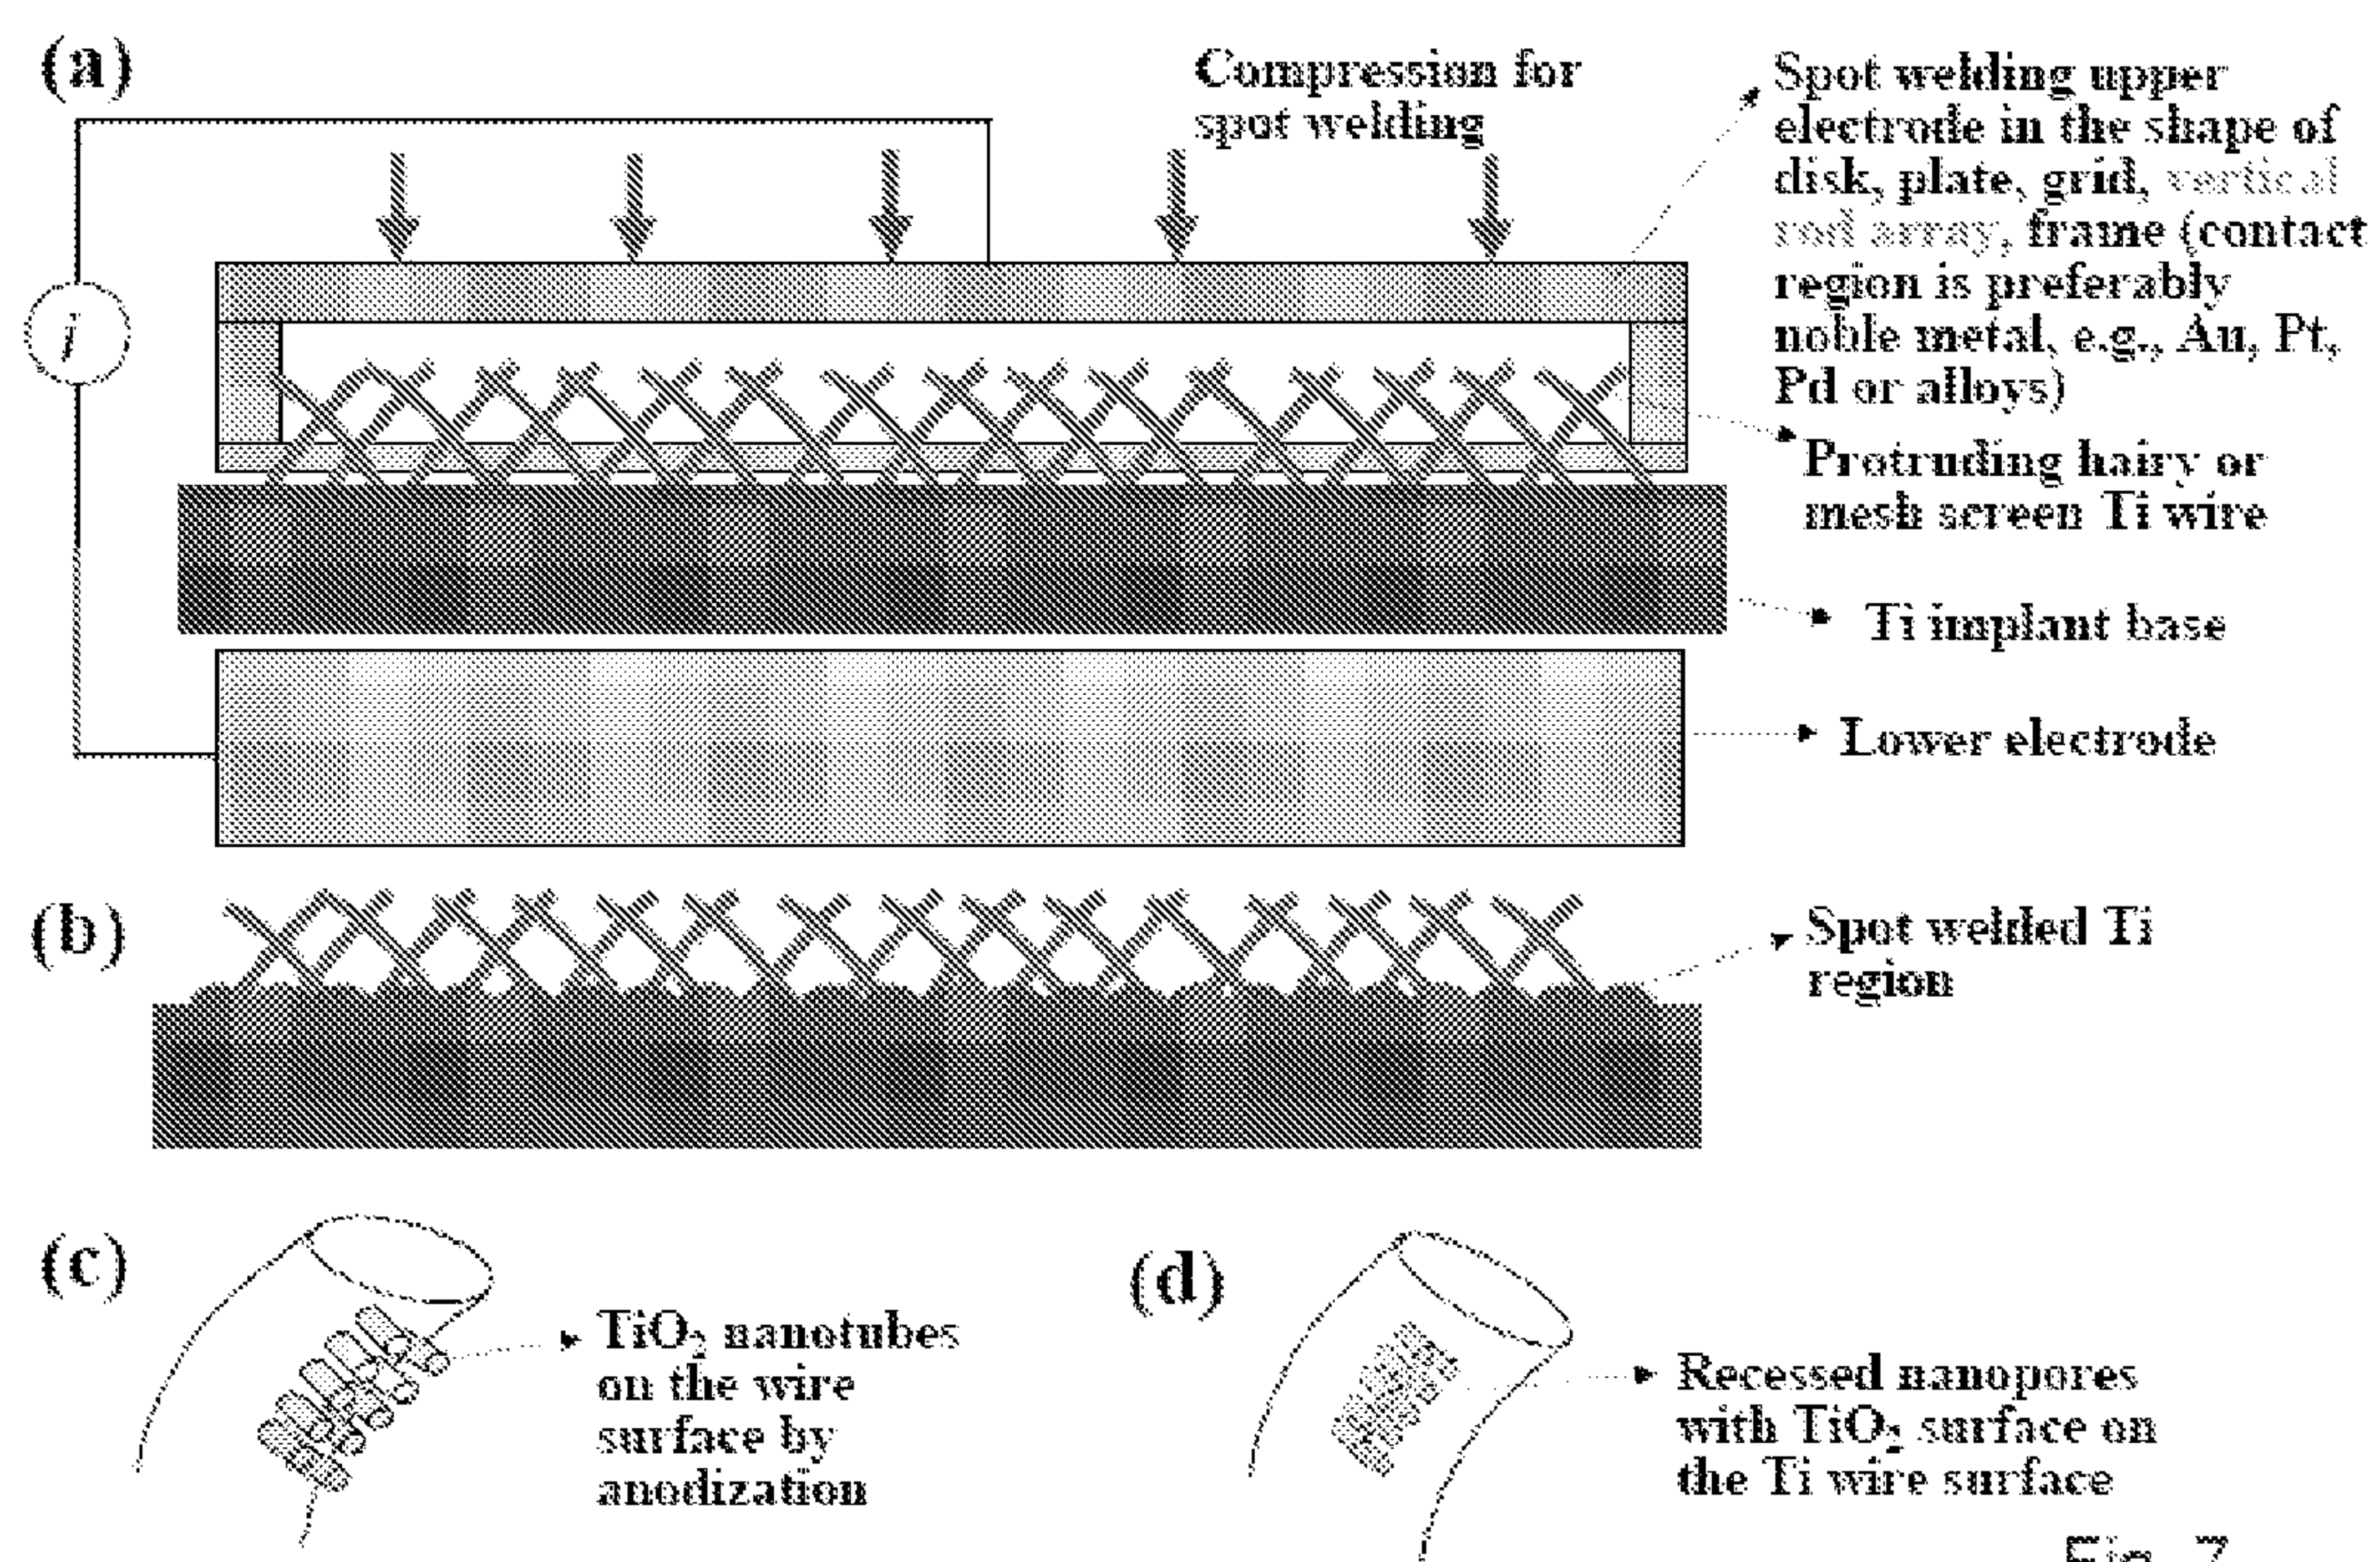 (a)
Compression for
spot welding
Spot welding upper
electrode in the shape of
disk, plate, grid, vertical
rod array, frame (contact
region is preferably
noble metal, e.g., Au, Pt,
Pd or alloys)
i
Protruding hairy or
mesh screen Ti wire
Ti implant base
Lower electrode
(b)
Spot welded Ti
region
(c)
TiO₂ nanotubes
on the wire
surface by
anodization
(d)
Recessed nanopores
with TiO₂ surface on
the Ti wire surface
Fig. 7